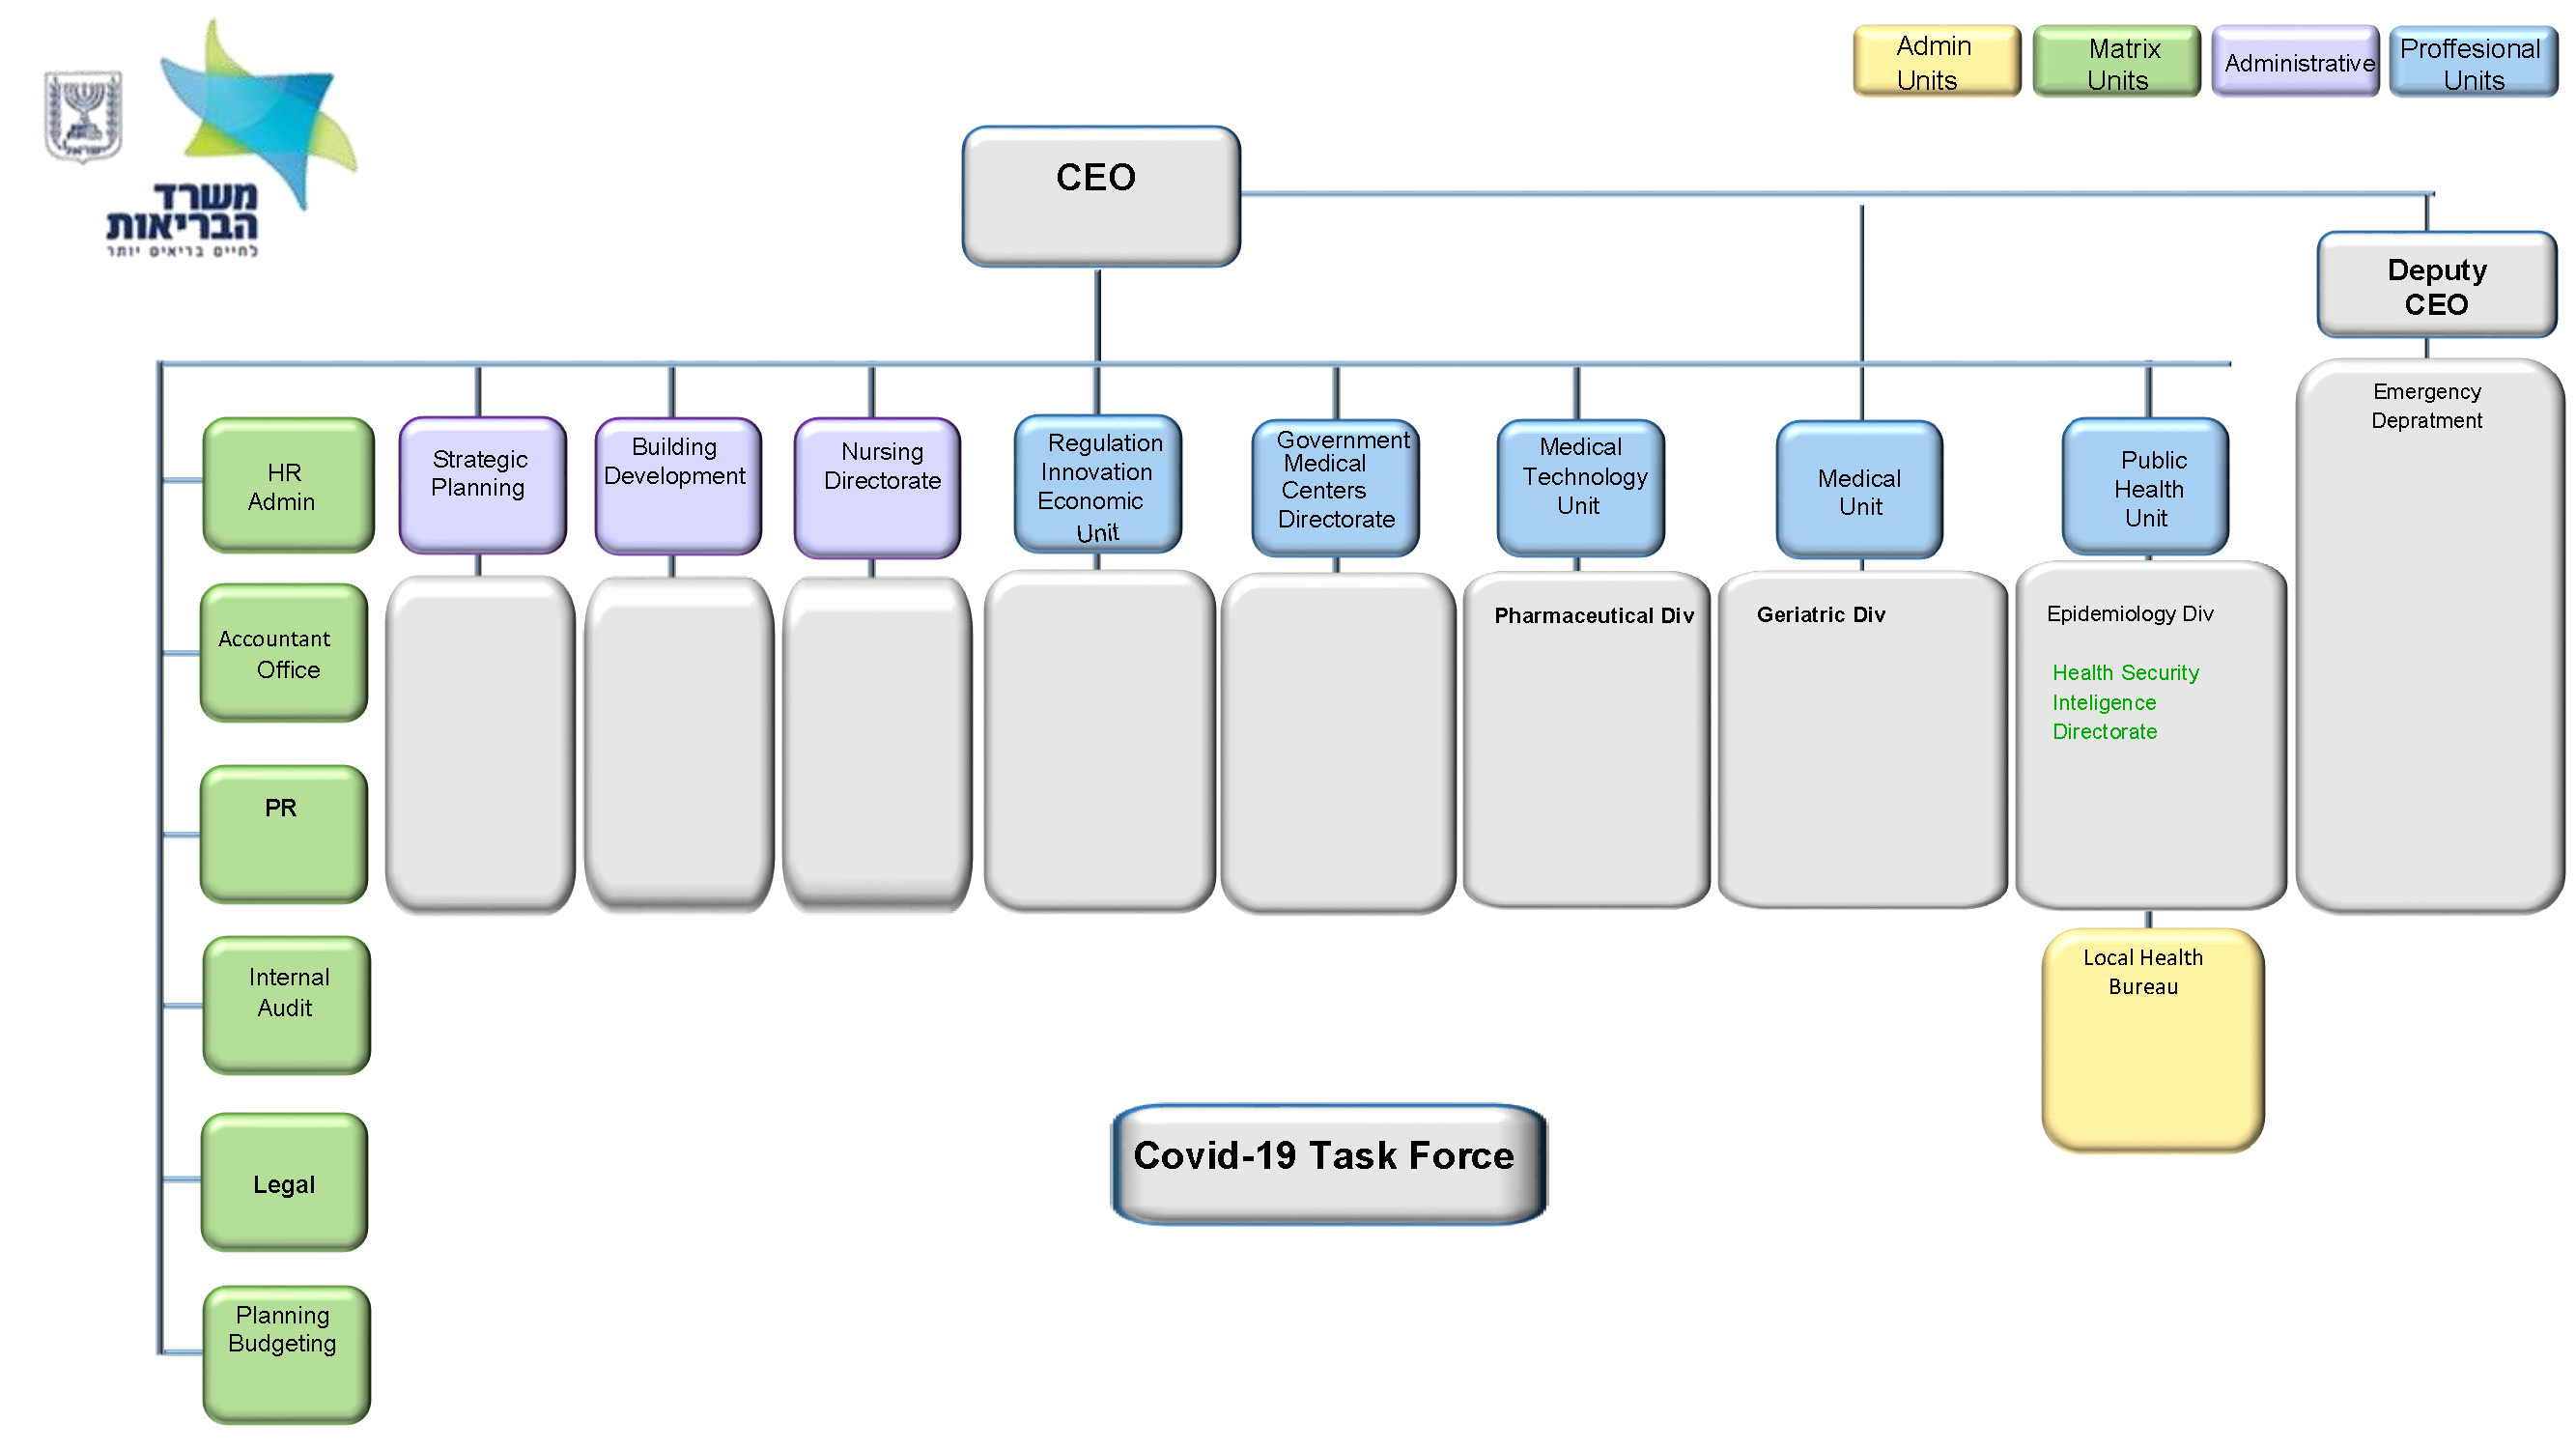 משרד
הבריאות
לחיים בריאים יותר
ישראל
Admin
Units
Matrix
Units
Administrative
Proffesional
Units
CEO
Deputy
CEO
Emergency
Depratment
HR
Admin
Strategic
Planning
Building
Development
Nursing
Directorate
Regulation
Innovation
Economic
Unit
Government
Medical
Centers
Directorate
Medical
Technology
Unit
Medical
Unit
Public
Health
Unit
Accountant
Office
Pharmaceutical Div
Geriatric Div
Epidemiology Div
Health Security
Inteligence
Directorate
PR
Internal
Audit
Local Health
Bureau
Legal
Covid-19 Task Force
Planning
Budgeting